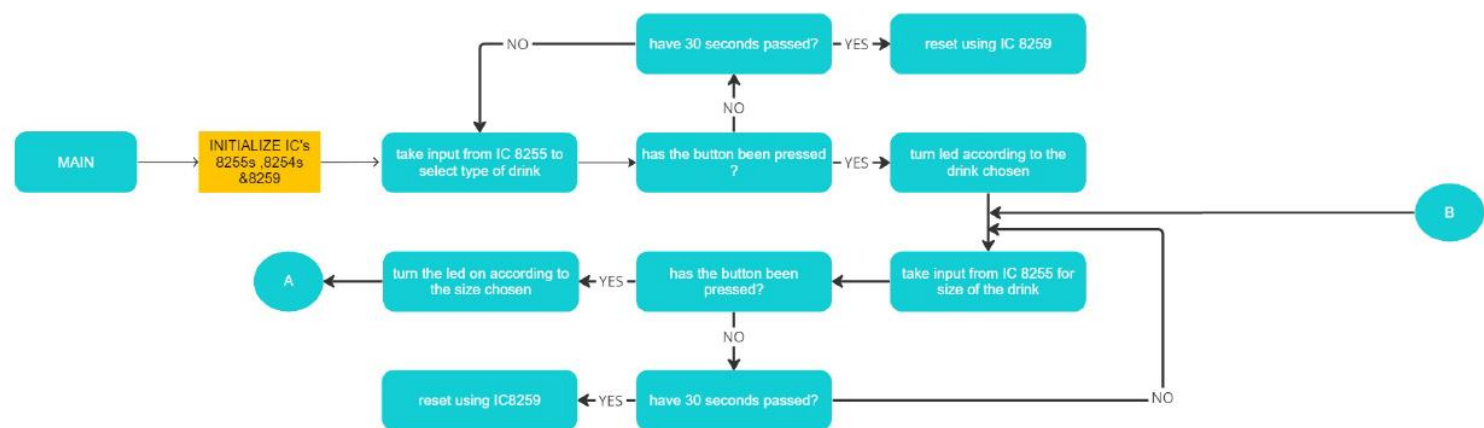 have 30 seconds passed?
YES
reset using IC 8259
NO
NO
MAIN
INITIALIZE IC's
8255s ,8254s
&8259
take input from IC 8255 to
select type of drink
has the button been pressed
?
YES
turn led according to the
drink chosen
B
A
turn the led on according to
the size chosen
YES
has the button been
pressed?
take input from IC 8255 for
size of the drink
NO
reset using IC8259
YES
have 30 seconds passed?
NO